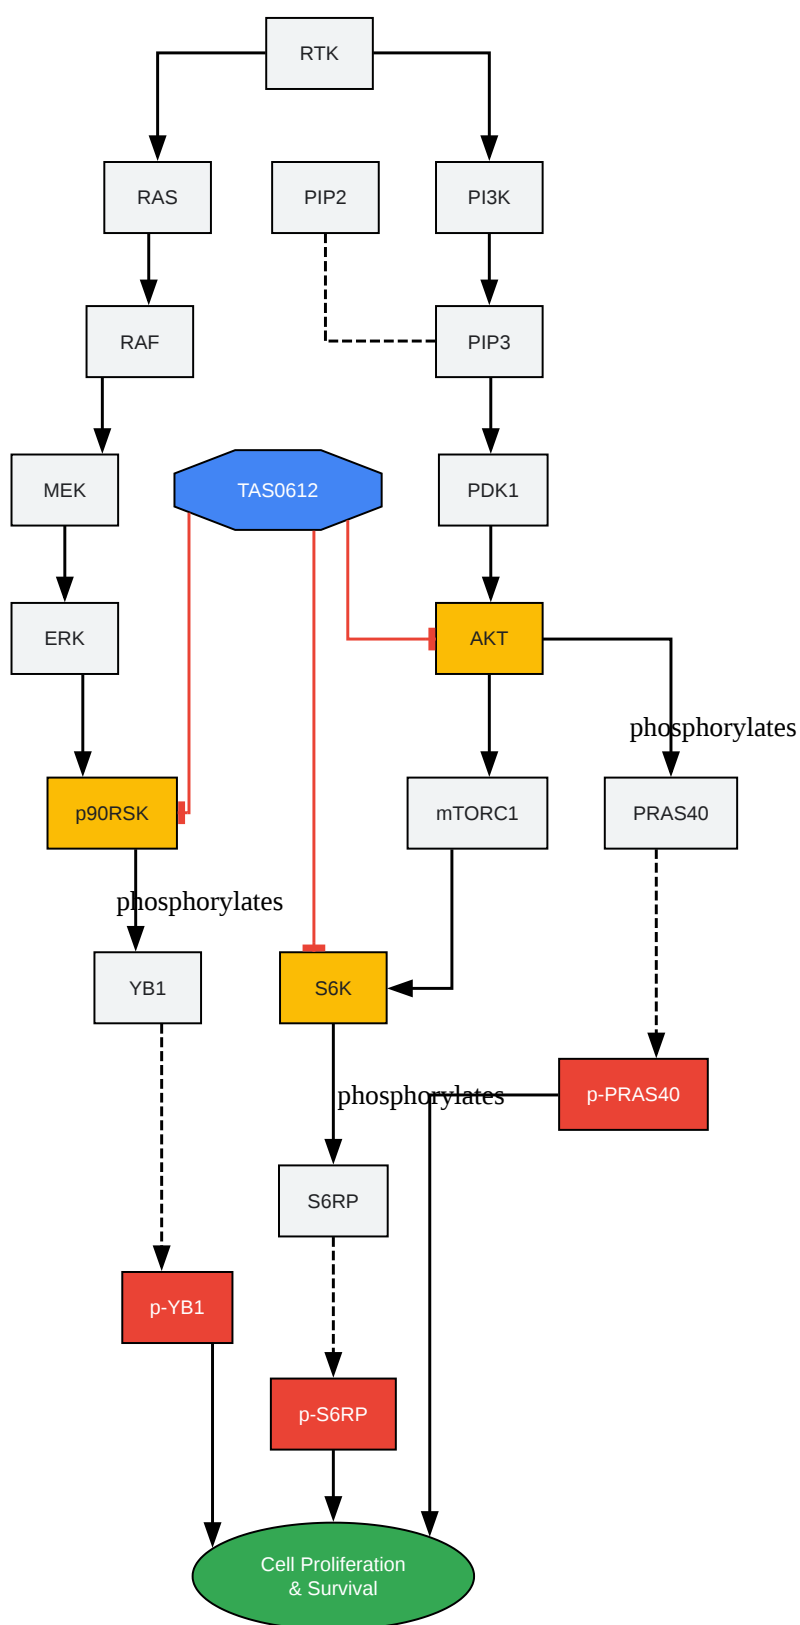 RTK
RAS
PIP2
PI3K
RAF
PIP3
MEK
TAS0612
PDK1
ERK
AKT
phosphorylates
p90RSK
mTORC1
PRAS40
phosphorylates
YB1
S6K
phosphorylates
p-PRAS40
S6RP
p-YB1
p-S6RP
Cell Proliferation
& Survival